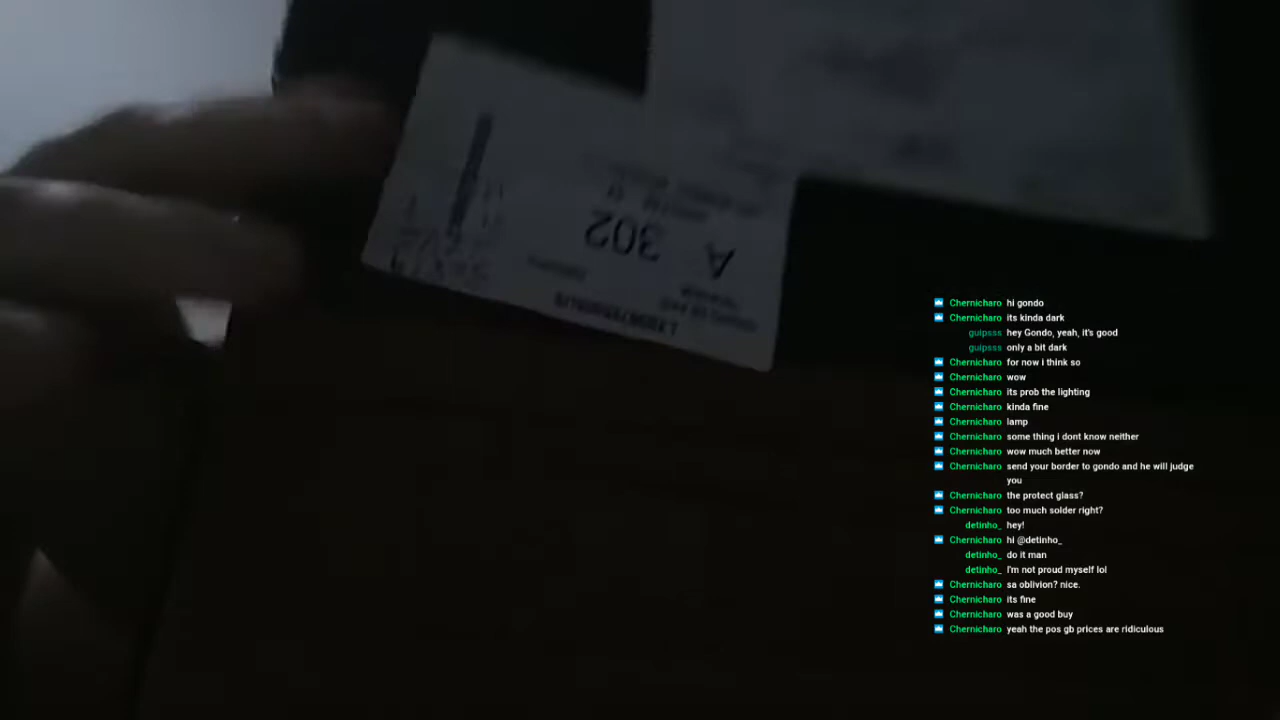 A 302
Chernicharo hi gondo
Chernicharo its kinda dark
guipsss hey Gondo, yeah, it's good
guipsss only a bit dark
Chernicharo for now i think so
Chernicharo wow
Chernicharo its prob the lighting
Chernicharo kinda fine
Chernicharo lamp
Chernicharo some thing i dont know neither
Chernicharo wow much better now
Chernicharo send your border to gondo and he will judge
you
Chernicharo the protect glass?
Chernicharo too much solder right?
detinho_ hey!
Chernicharo hi @detinho_
detinho_ do it man
detinho_ I'm not proud myself lol
Chernicharo sa oblivion? nice.
Chernicharo its fine
Chernicharo was a good buy
Chernicharo yeah the pos gb prices are ridiculous